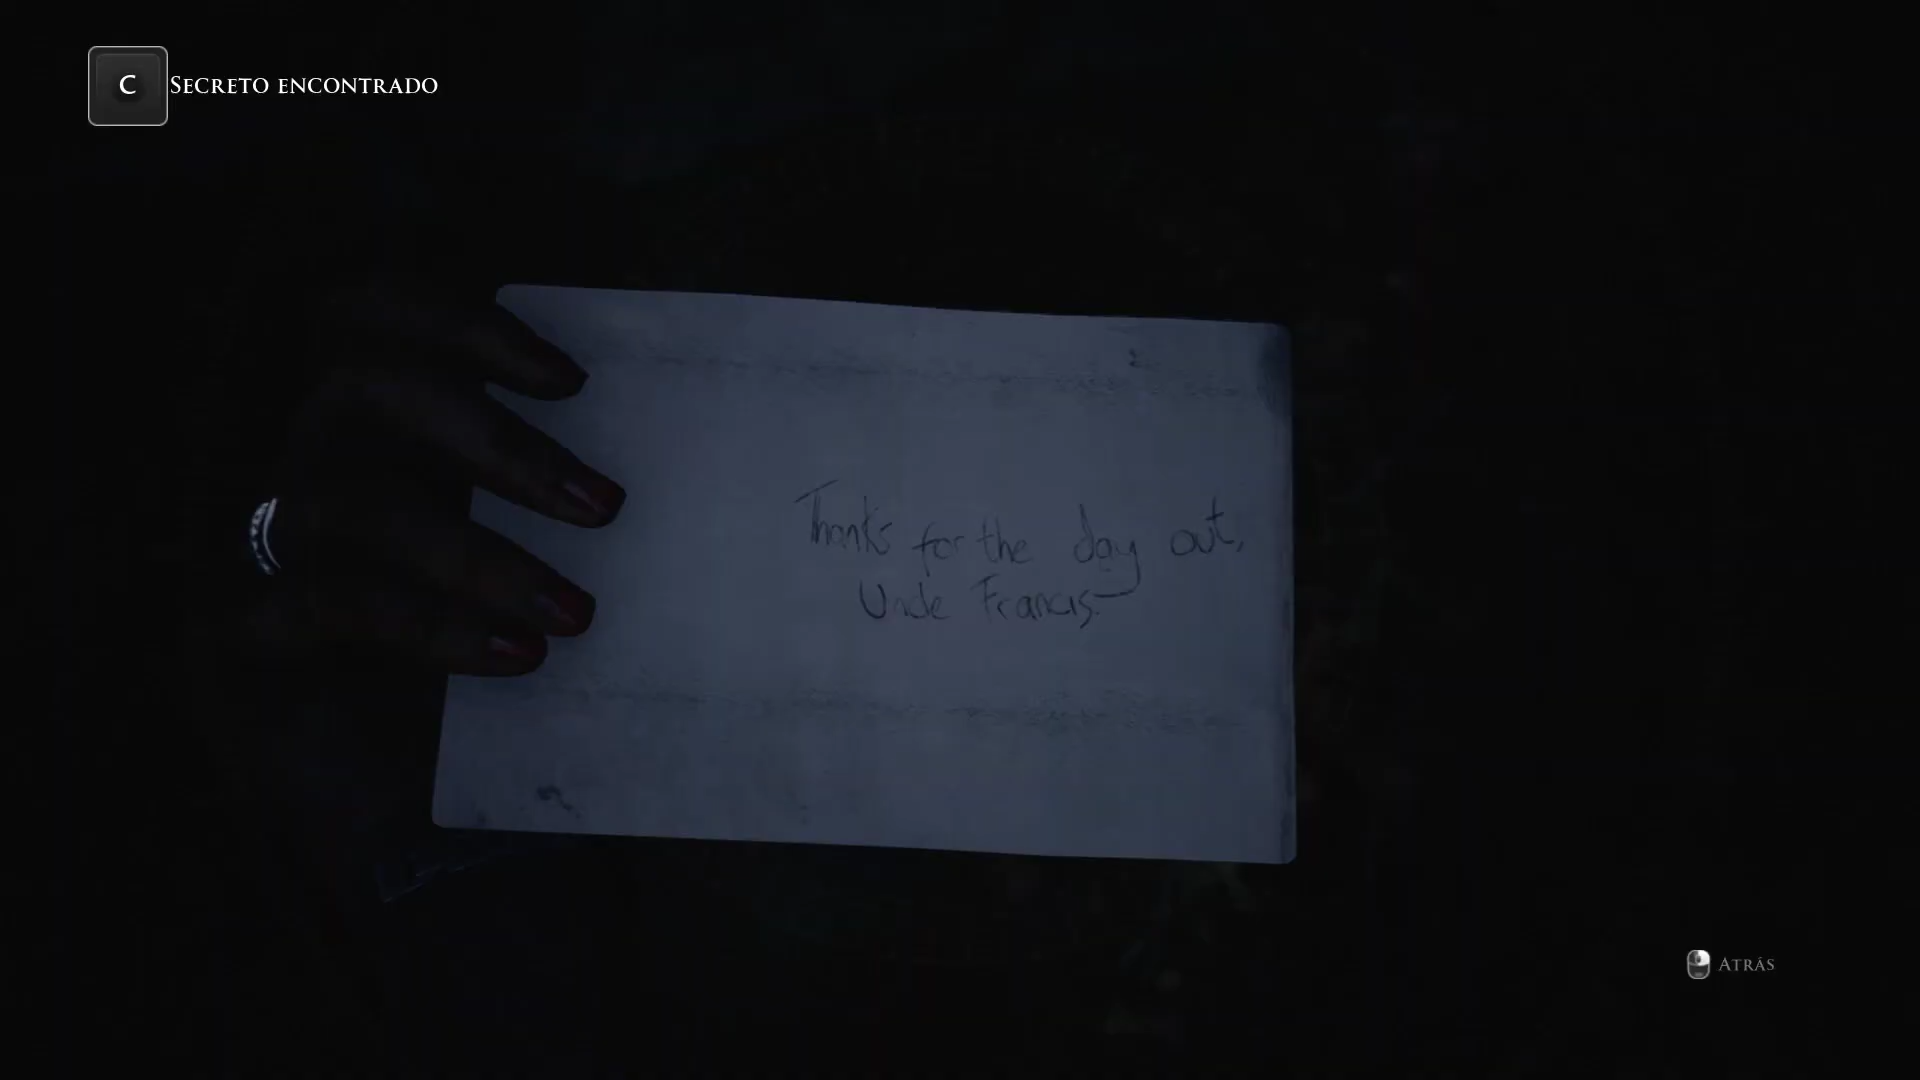 C
Secreto encontrado
Thanks for the day out,
Uncle Francis.
Atrás